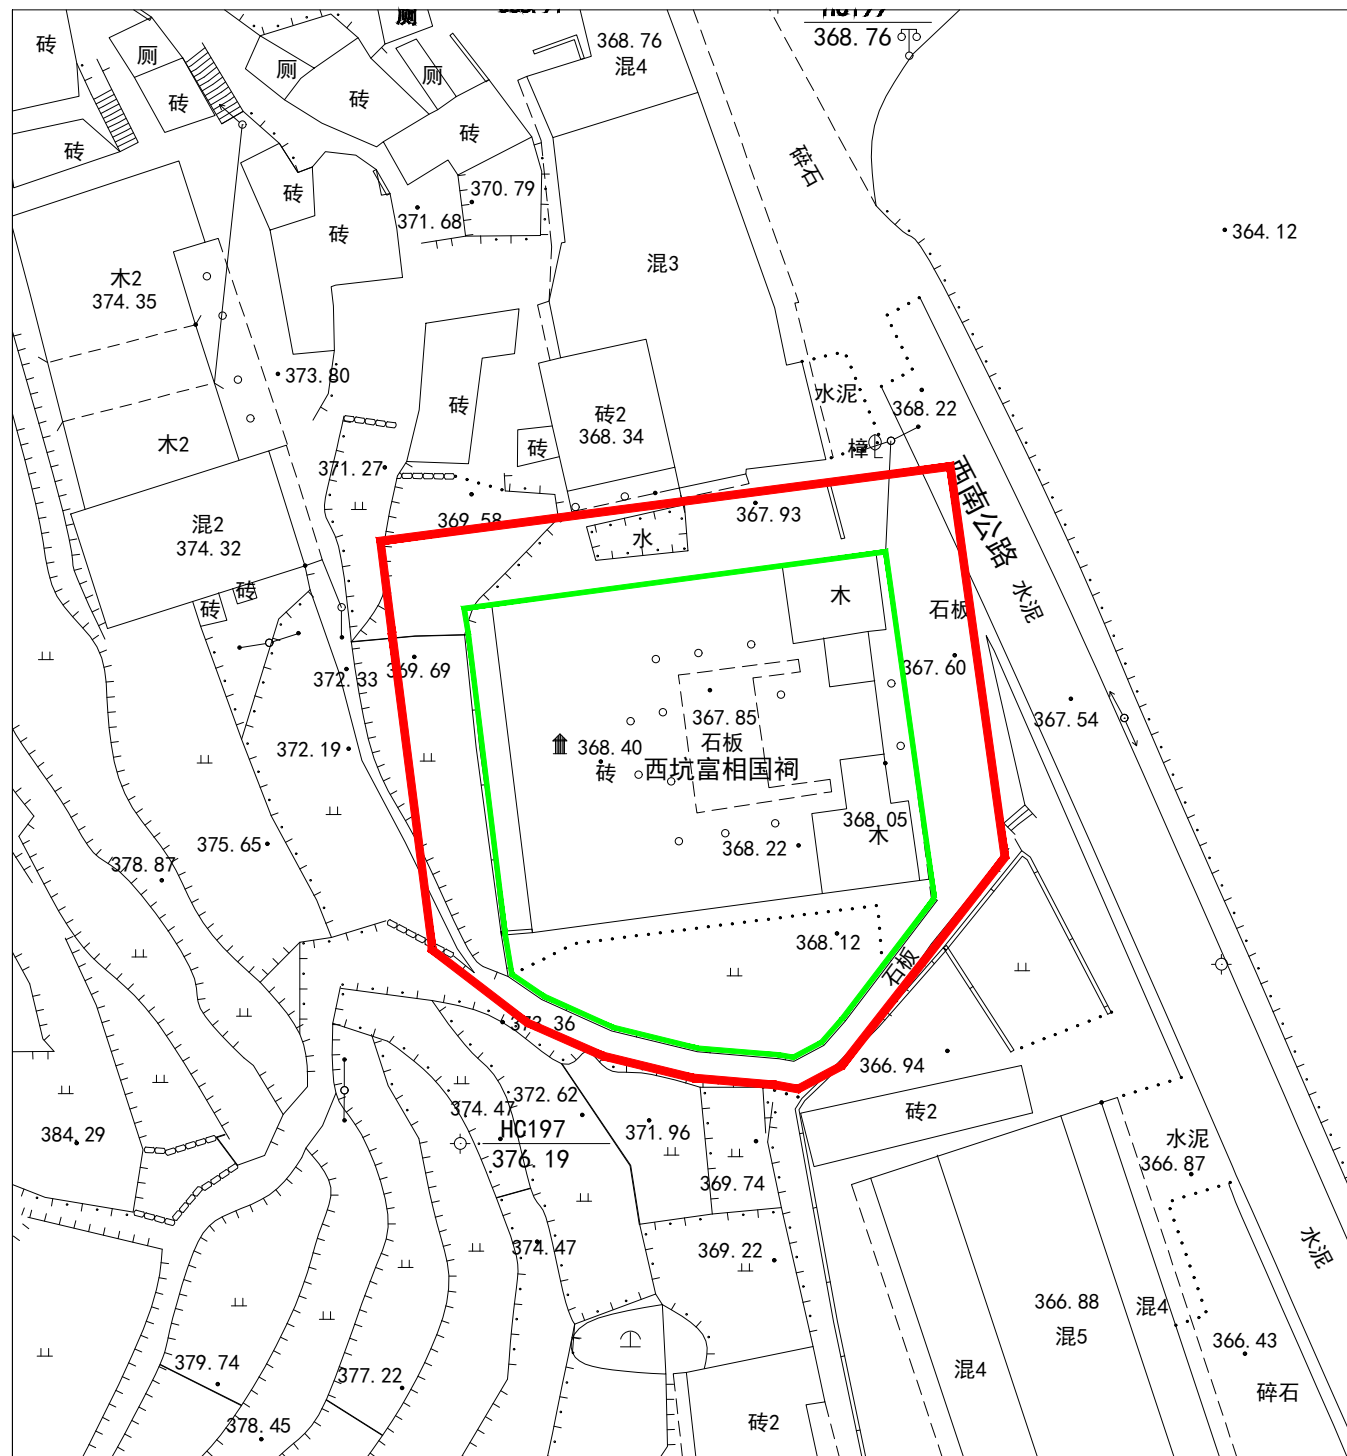 厕
HC199
368.76
368.76
混4
砖
厕
厕
厕
砖
砖
砖
砖
碎石
砖
370.79
371.68
砖
364.12
混3
木2
374.35
373.80
水泥
368.22
砖
砖2
368.34
樟
木2
砖
371.27
西南公路
369.58
367.93
混2
374.32
水
砖
砖
木
石板
水泥
369.69
372.33
367.60
367.85
石板
367.54
372.19
368.40
砖
西坑富相国祠
368.05
木
375.65
368.22
378.87
368.12
石板
373.36
366.94
372.62
374.47
HC197
376.19
371.96
砖2
384.29
水泥
366.87
369.74
374.47
369.22
水泥
366.88
混5
混4
366.43
379.74
377.22
混4
碎石
378.45
砖2